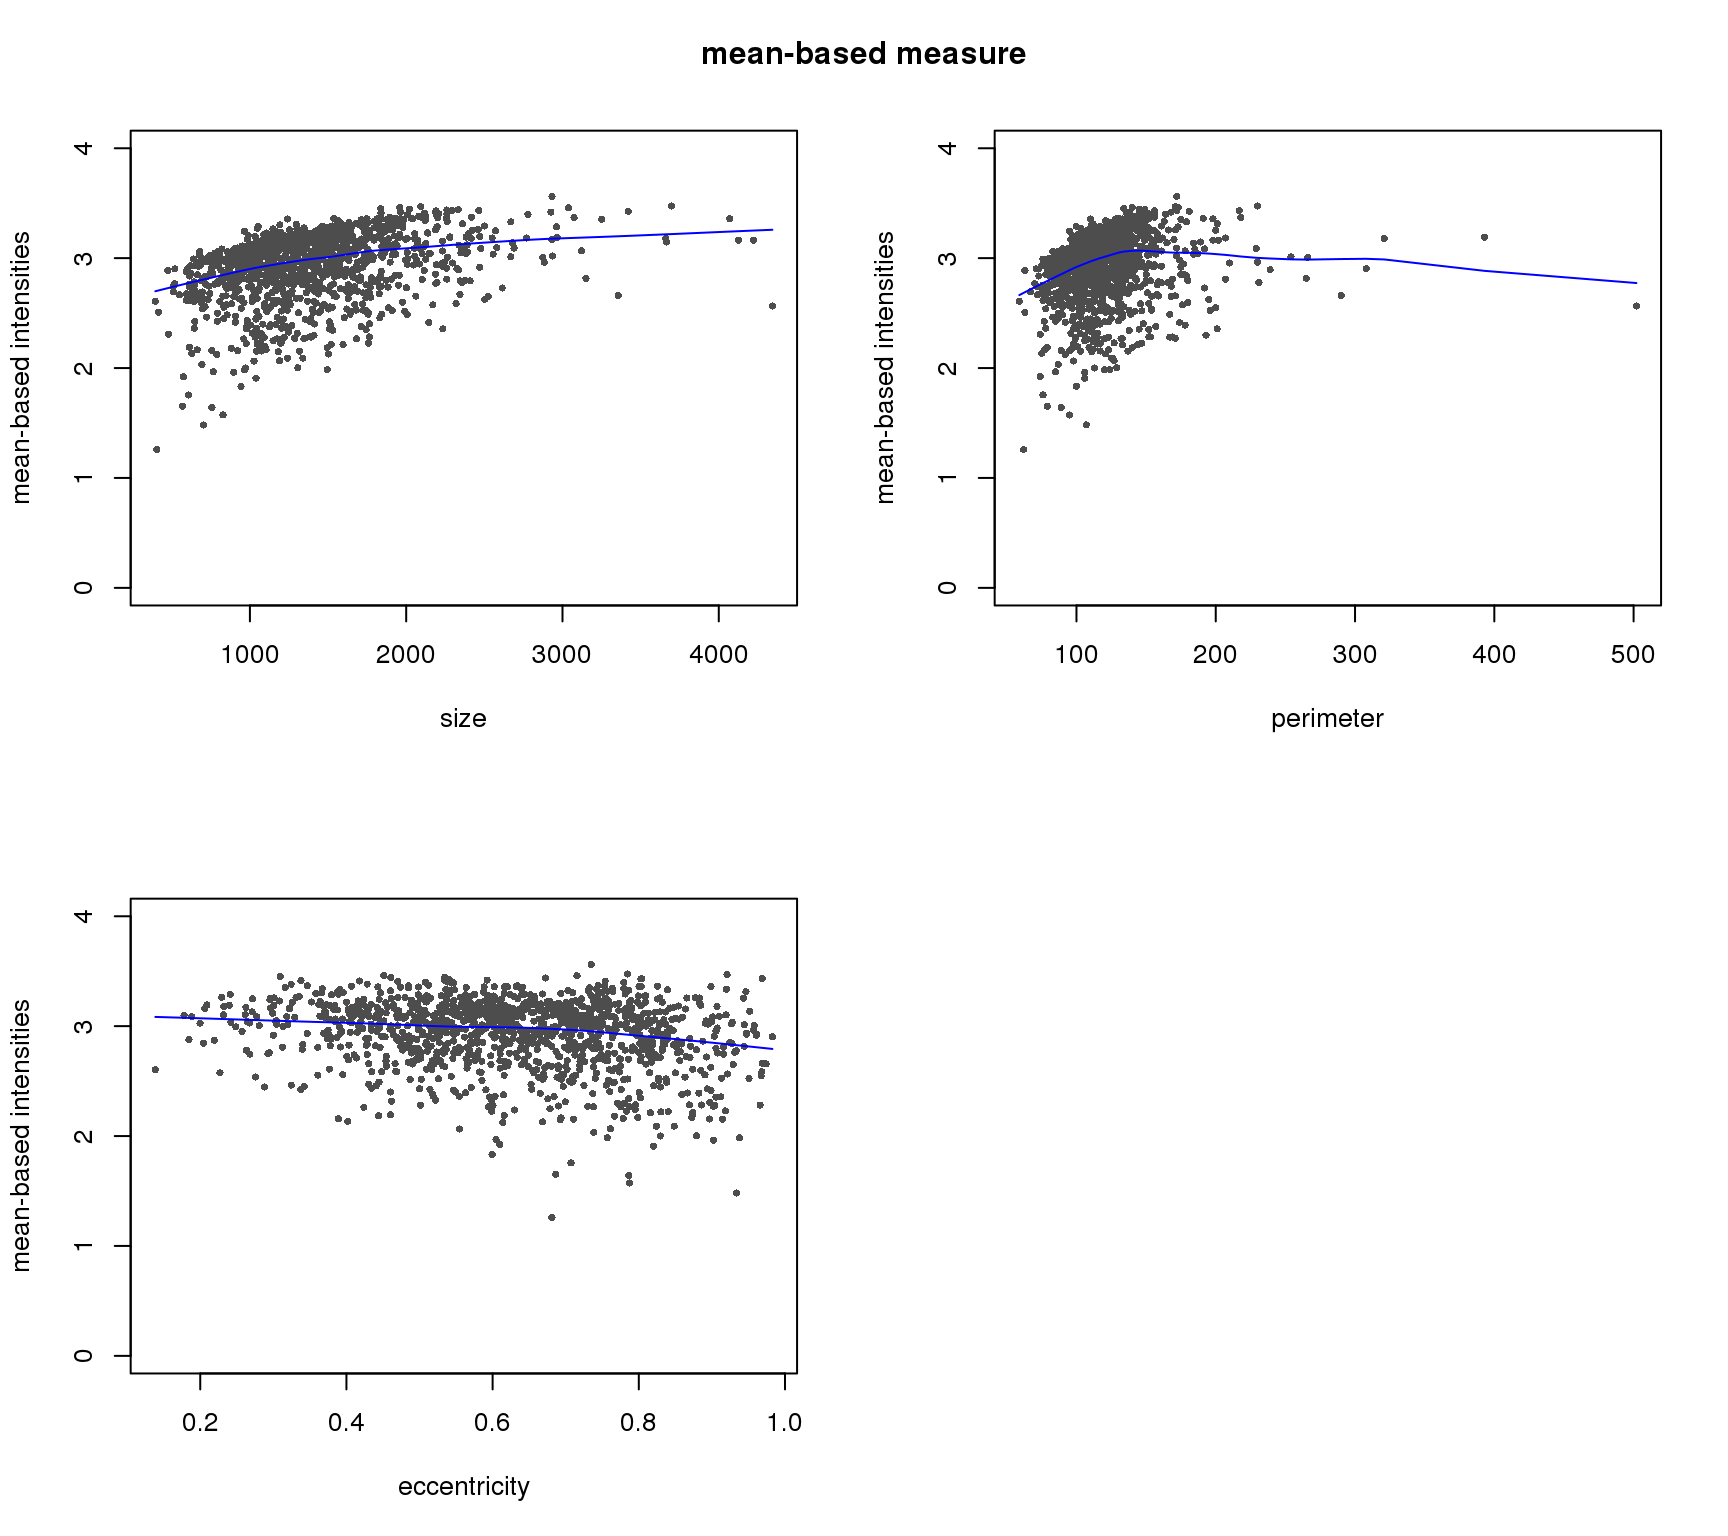 mean-based measure
mean-based intensities
4
3
2
1
0
1000 2000 3000 4000
size
mean-based intensities
4
3
2
1
0
100 200 300 400 500
perimeter
mean-based intensities
4
3
2
1
0
0.2 0.4 0.6 0.8 1.0
eccentricity